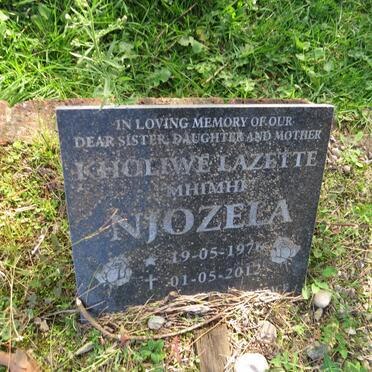 IN LOVING MEMORY OF OUR
DEAR SISTER, DAUGHTER AND MOTHER
KHOLIWE LAZETTE
MHIMHI
NJOZELA
19-05-197
01-05-2012